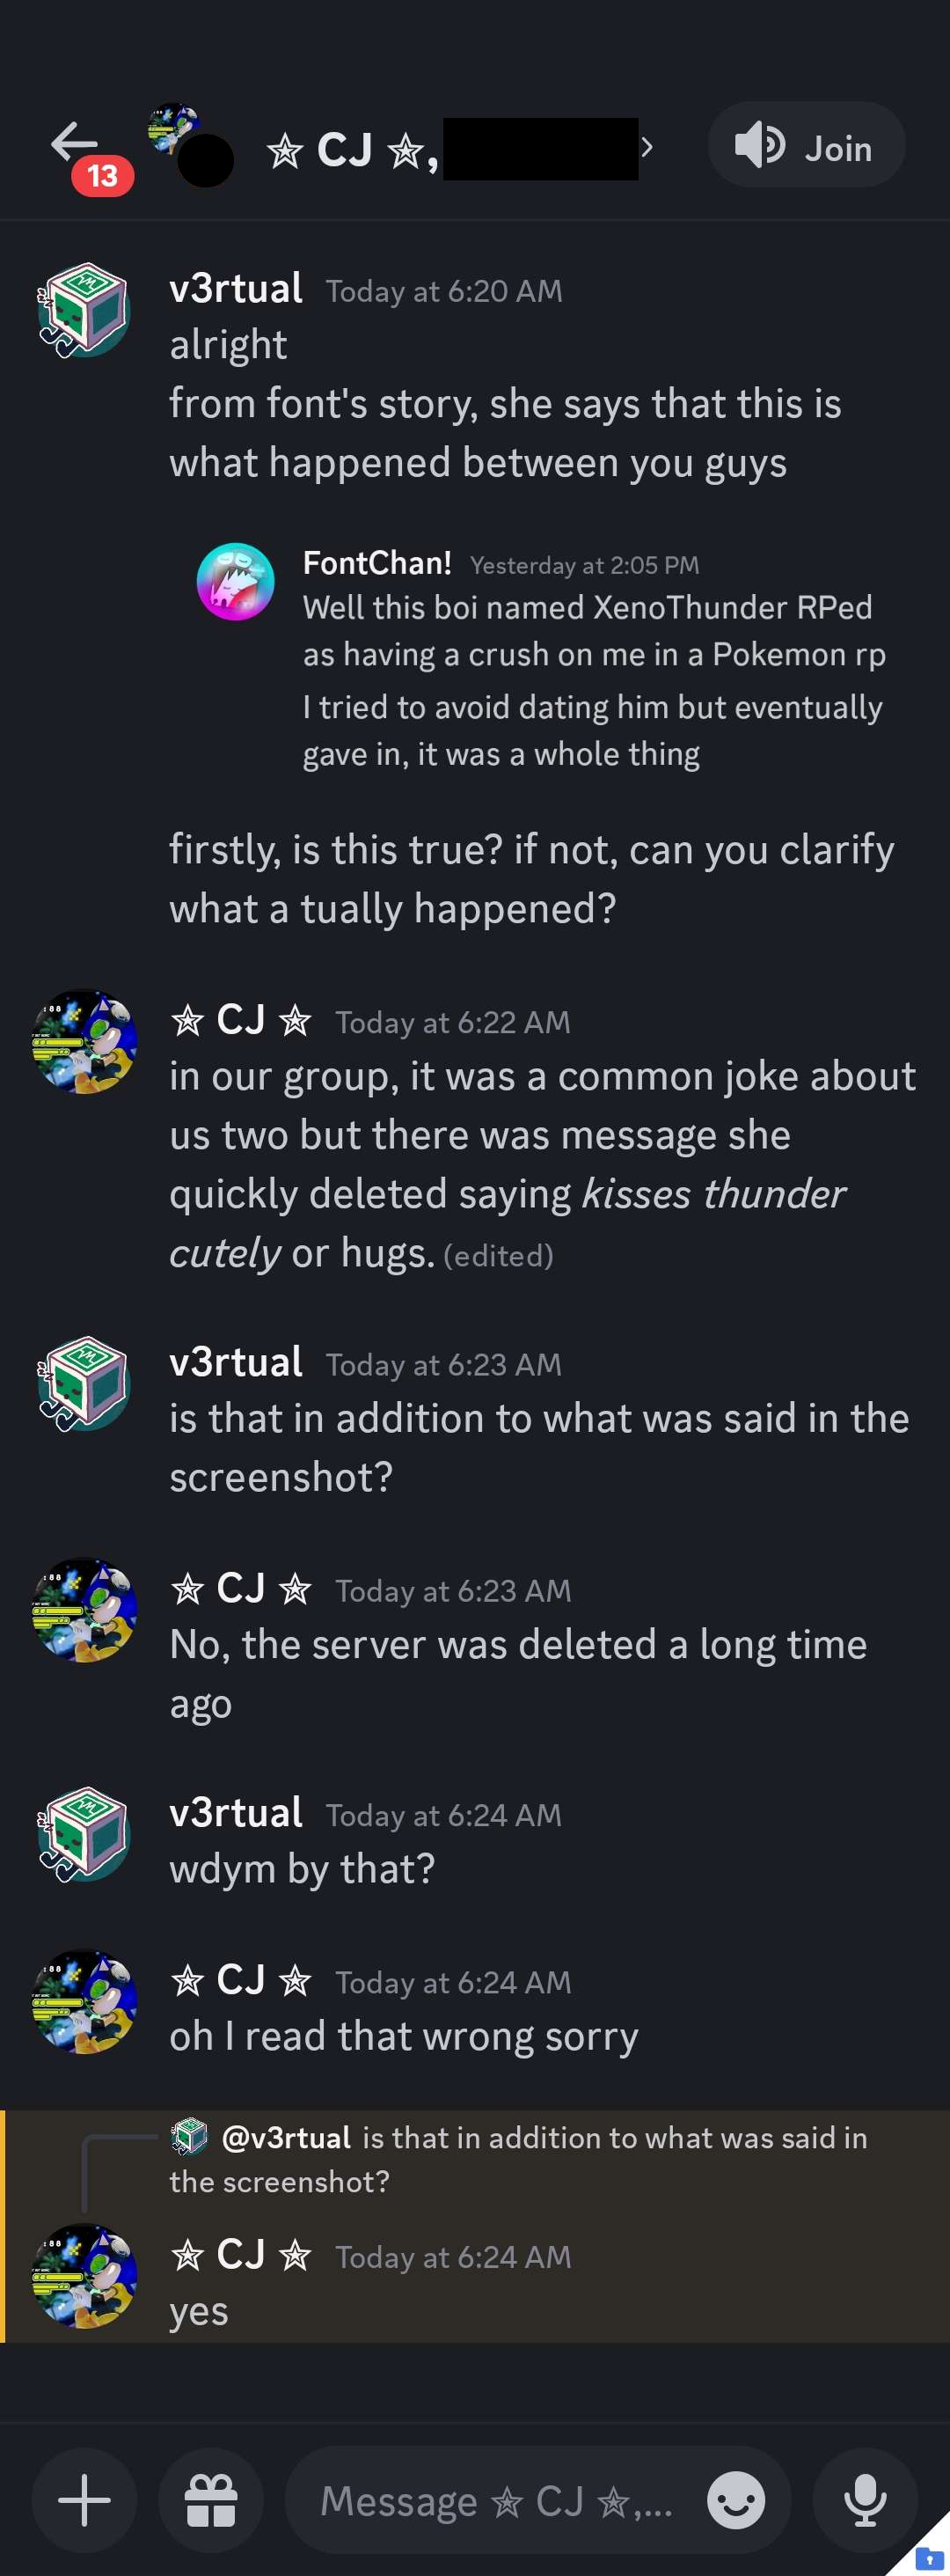 13
✯ CJ ✯,
Join
v3rtual Today at 6:20 AM
alright
from font's story, she says that this is
what happened between you guys
FontChan! Yesterday at 2:05 PM
Well this boi named XenoThunder RPed
as having a crush on me in a Pokemon rp
I tried to avoid dating him but eventually
gave in, it was a whole thing
firstly, is this true? if not, can you clarify
what a tually happened?
✯ CJ ✯ Today at 6:22 AM
in our group, it was a common joke about
us two but there was message she
quickly deleted saying kisses thunder
cutely or hugs. (edited)
v3rtual Today at 6:23 AM
is that in addition to what was said in the
screenshot?
✯ CJ ✯ Today at 6:23 AM
No, the server was deleted a long time
ago
v3rtual Today at 6:24 AM
wdym by that?
✯ CJ ✯ Today at 6:24 AM
oh I read that wrong sorry
@v3rtual is that in addition to what was said in
the screenshot?
✯ CJ ✯ Today at 6:24 AM
yes
Message ✯ CJ ✯,...